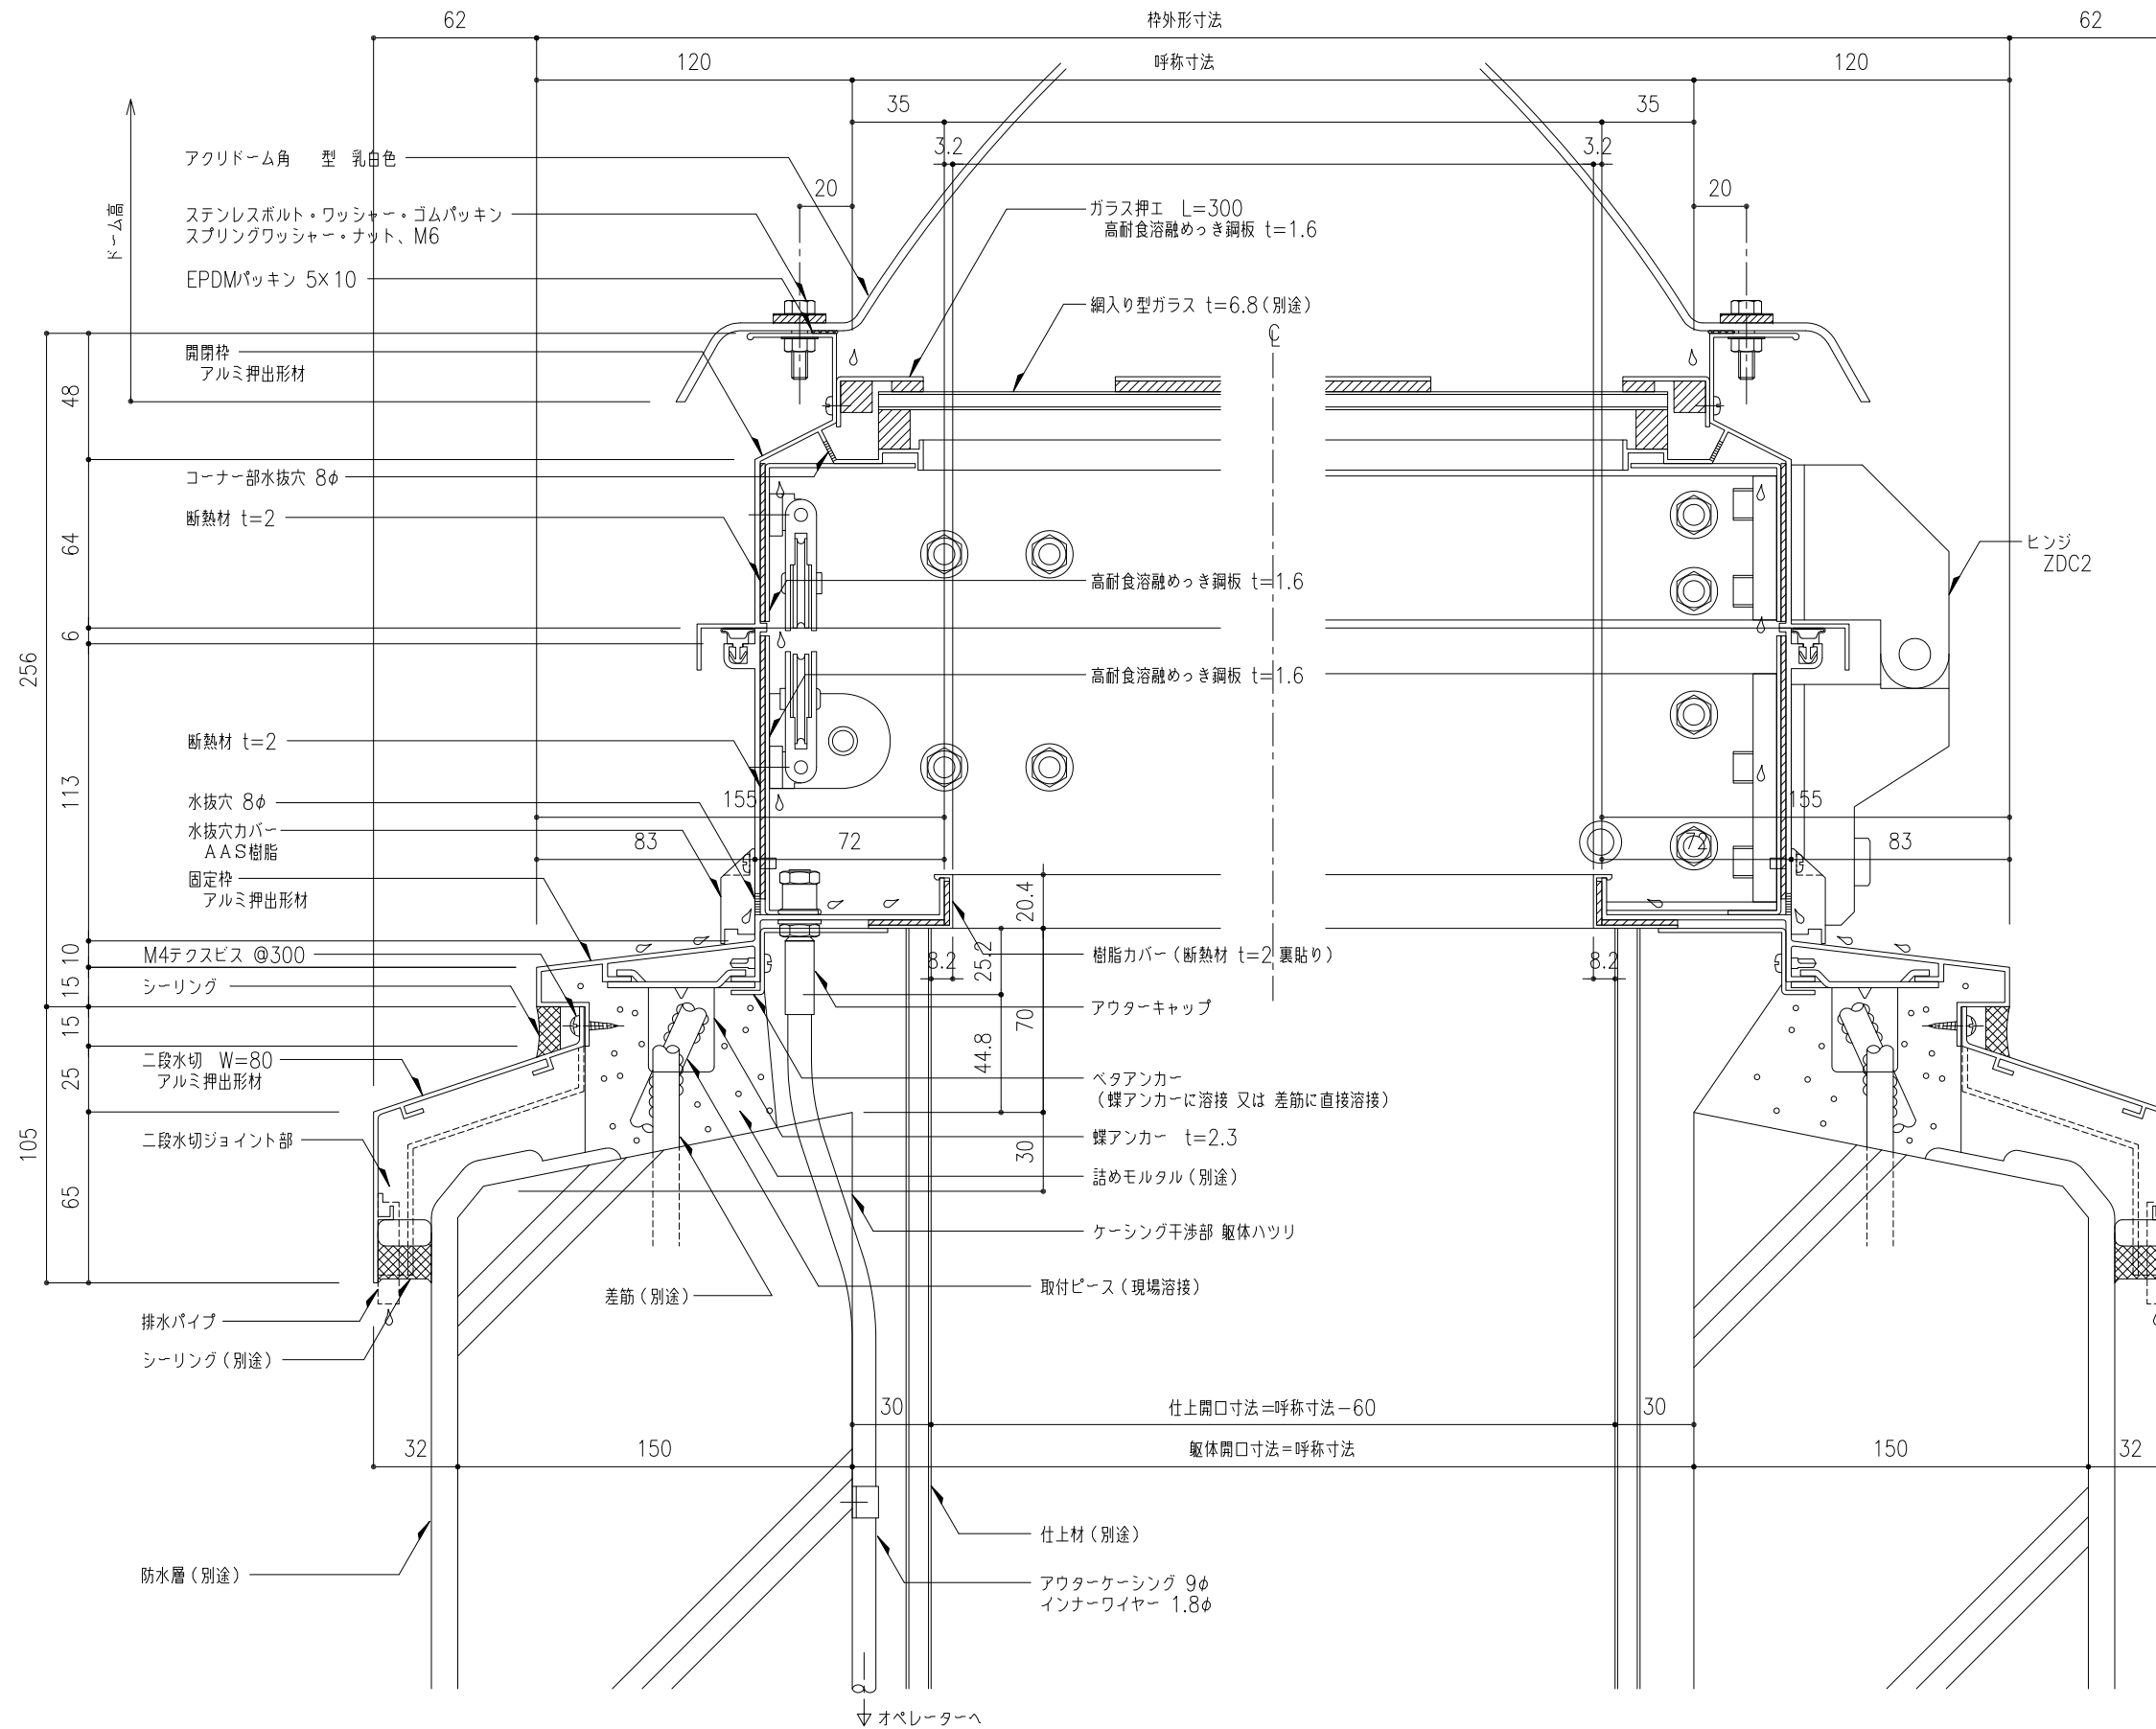 62
枠外形寸法
62
120
呼称寸法
120
35
35
3.2
3.2
アクリドーム角　型　乳白色
20
20
ドーム高
ステンレスボルト・ワッシャー・ゴムパッキン
スプリングワッシャー・ナット、M6
ガラス押エ　L=300
高耐食溶融めっき鋼板 t=1.6
EPDMパッキン 5×10
網入り型ガラス t=6.8(別途)
℄
開閉枠
アルミ押出形材
48
コーナー部水抜穴 8φ
断熱材 t=2
64
ヒンジ
ZDC2
高耐食溶融めっき鋼板 t=1.6
6
256
高耐食溶融めっき鋼板 t=1.6
断熱材 t=2
113
水抜穴 8φ
155
155
水抜穴カバー
AAS樹脂
83
72
72
83
固定枠
アルミ押出形材
20.4
M4テクスビス @300
10
8.2
25.2
樹脂カバー(断熱材 t=2 裏貼り)
8.2
シーリング
15
アウターキャップ
15
70
44.8
二段水切　W=80
アルミ押出形材
25
ベタアンカー
(蝶アンカーに溶接 又は 差筋に直接溶接)
105
二段水切ジョイント部
蝶アンカー　t=2.3
30
詰めモルタル(別途)
65
ケーシング干渉部 躯体ハツリ
差筋(別途)
取付ピース(現場溶接)
排水パイプ
シーリング(別途)
30
仕上開口寸法=呼称寸法-60
30
32
150
躯体開口寸法=呼称寸法
150
32
仕上材(別途)
防水層(別途)
アウターケーシング 9φ
インナーワイヤー 1.8φ
オペレーターへ